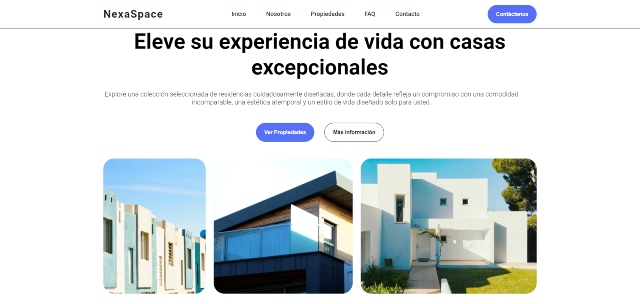 NexaSpace
Inicio Nosotros Propiedades FAQ Contacto
Contáctenos
Eleve su experiencia de vida con casas
excepcionales
Explore una colección seleccionada de residencias cuidadosamente diseñadas, donde cada detalle refleja un compromiso con una comodidad
incomparable, una estética atemporal y un estilo de vida diseñado solo para usted.
Ver Propiedades
Más Información